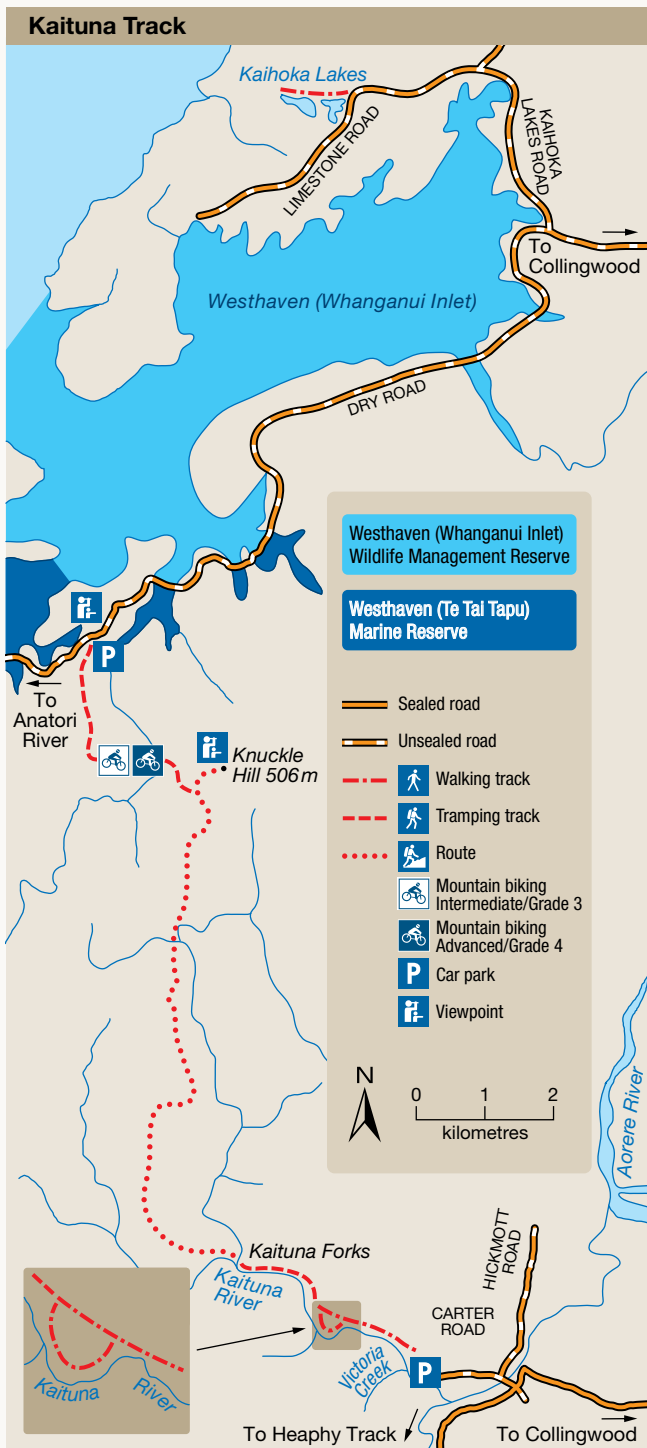 Kaituna Track
Kaihoka Lakes
LIMESTONE ROAD
KAIHOKA
LAKES ROAD
To
Collingwood
Westhaven (Whanganui Inlet)
DRY ROAD
Westhaven (Whanganui Inlet)
Wildlife Management Reserve
Westhaven (Te Tai Tapu)
Marine Reserve
P
To
Anatori
River
Knuckle
Hill 506 m
Sealed road
Unsealed road
Walking track
Tramping track
Route
Mountain biking
Intermediate/Grade 3
Mountain biking
Advanced/Grade 4
P
Car park
Viewpoint
N
0 1 2
kilometres
Aorere River
Kaituna Forks
Kaituna
River
HICKMOTT
ROAD
CARTER
ROAD
Victoria
Creek
P
Kaituna River
To Heaphy Track
To Collingwood